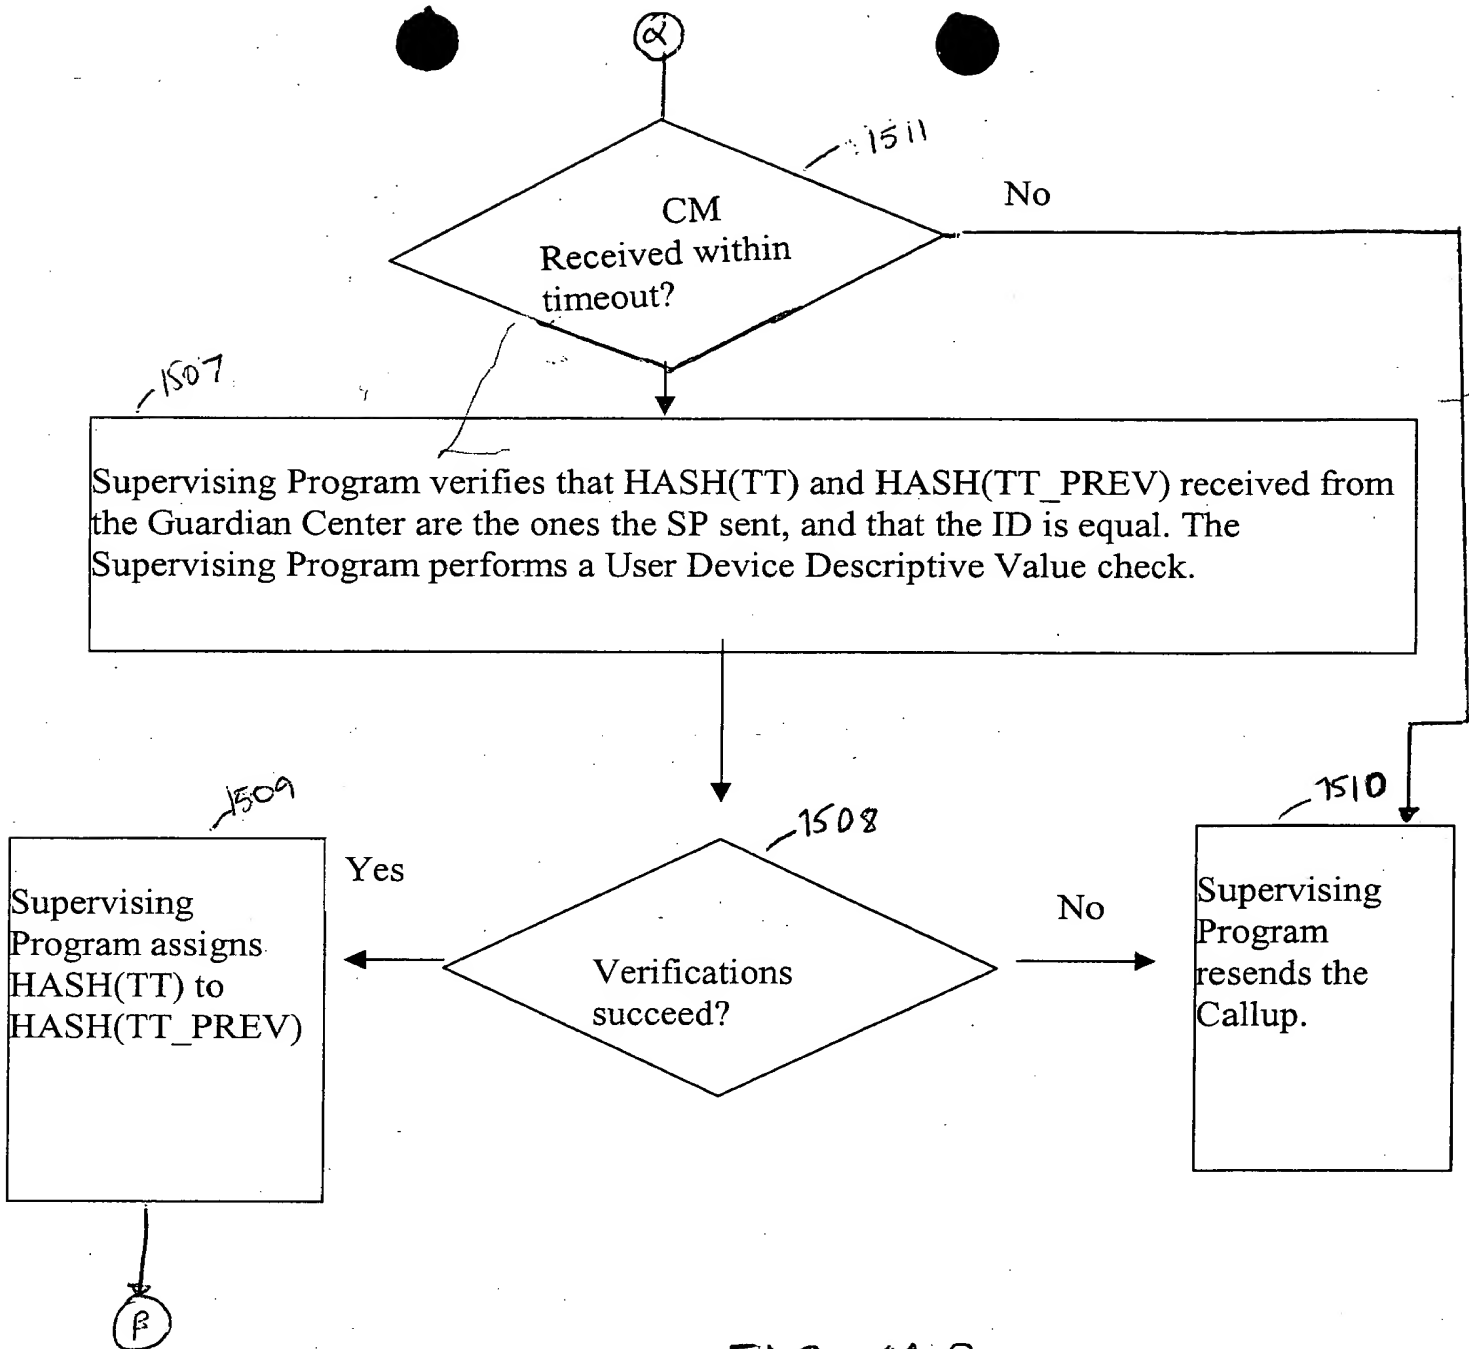 α
1511
No
CM
Received within
timeout?
1507
Supervising Program verifies that HASH(TT) and HASH(TT_PREV) received from
the Guardian Center are the ones the SP sent, and that the ID is equal. The
Supervising Program performs a User Device Descriptive Value check.
1509
1508
1510
Yes
No
Supervising
Program assigns
HASH(TT) to
HASH(TT_PREV)
Verifications
succeed?
Supervising
Program
resends the
Callup.
β